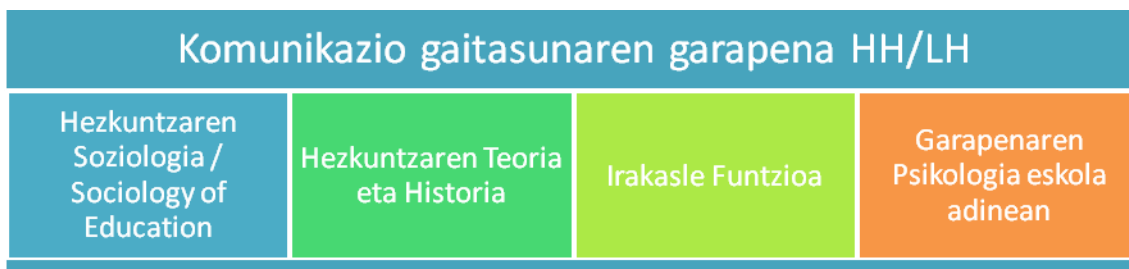 Komunikazio gaitasunaren garapena HH/LH
Hezkuntzaren
Soziologia /
Sociology of
Education
Hezkuntzaren Teoria
eta Historia
Irakasle Funtzioa
Garapenaren
Psikologia eskola
adinean